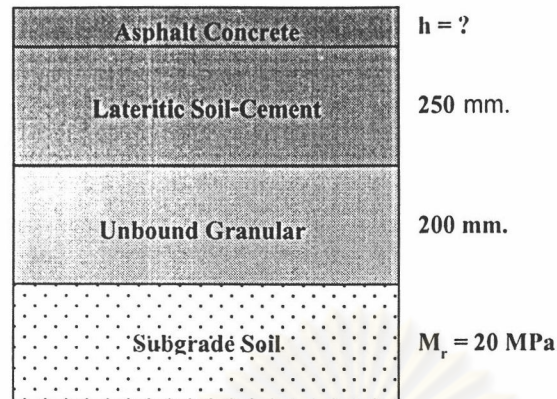 Asphalt Concrete h = ?
Lateritic Soil-Cement 250 mm.
Unbound Granular 200 mm.
Subgrade Soil Mr = 20 MPa